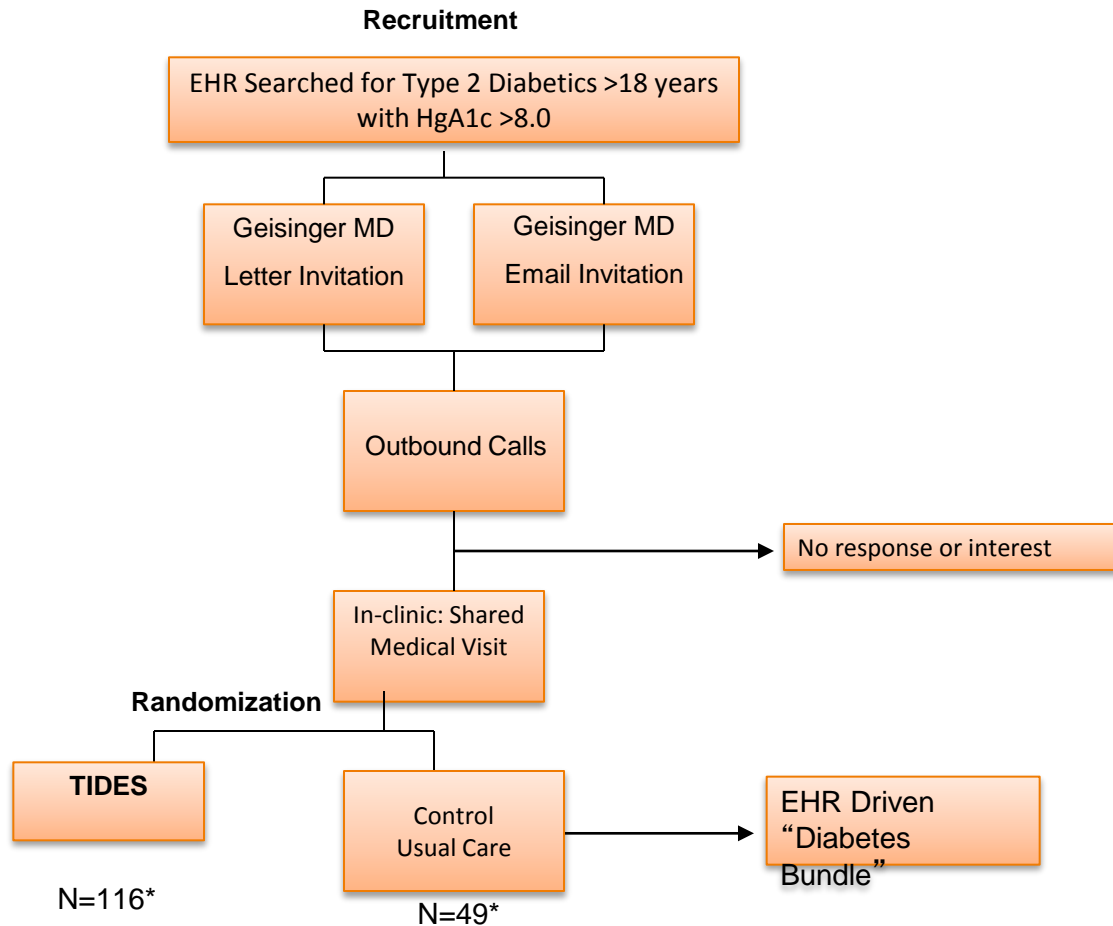 Recruitment
EHR Searched for Type 2 Diabetics >18 years
with HgA1c >8.0
Geisinger MD
Letter Invitation
Geisinger MD
Email Invitation
Outbound Calls
No response or interest
In-clinic: Shared
Medical Visit
Randomization
TIDES
Control
Usual Care
EHR Driven
“Diabetes
Bundle”
N=116*
N=49*